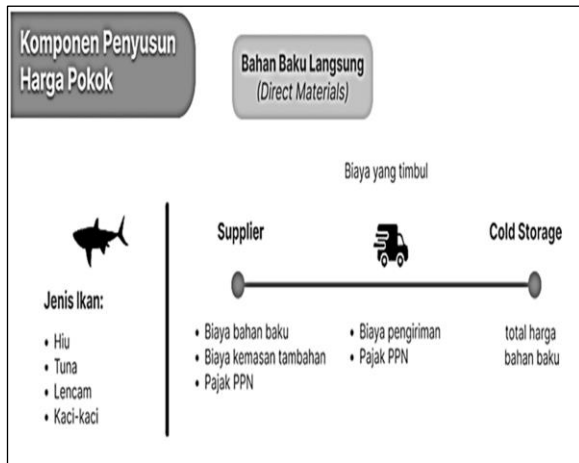 Komponen Penyusun
Harga Pokok
Bahan Baku Langsung
(Direct Materials)
Biaya yang timbul
Supplier
Cold Storage
Jenis Ikan:
• Hiu
• Tuna
• Lencam
• Kaci-kaci
• Biaya bahan baku
• Biaya kemasan tambahan
• Pajak PPN
• Biaya pengiriman
• Pajak PPN
total harga
bahan baku